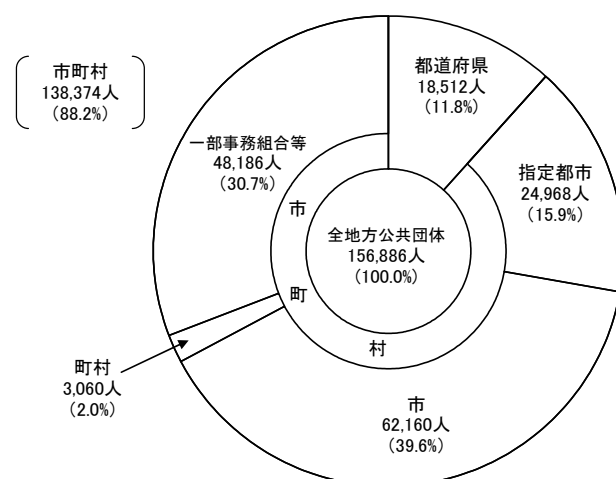 市町村
138,374人
(88.2%)
都道府県
18,512人
(11.8%)
一部事務組合等
48,186人
(30.7%)
指定都市
24,968人
(15.9%)
全地方公共団体
156,886人
(100.0%)
市
町
村
町村
3,060人
(2.0%)
市
62,160人
(39.6%)